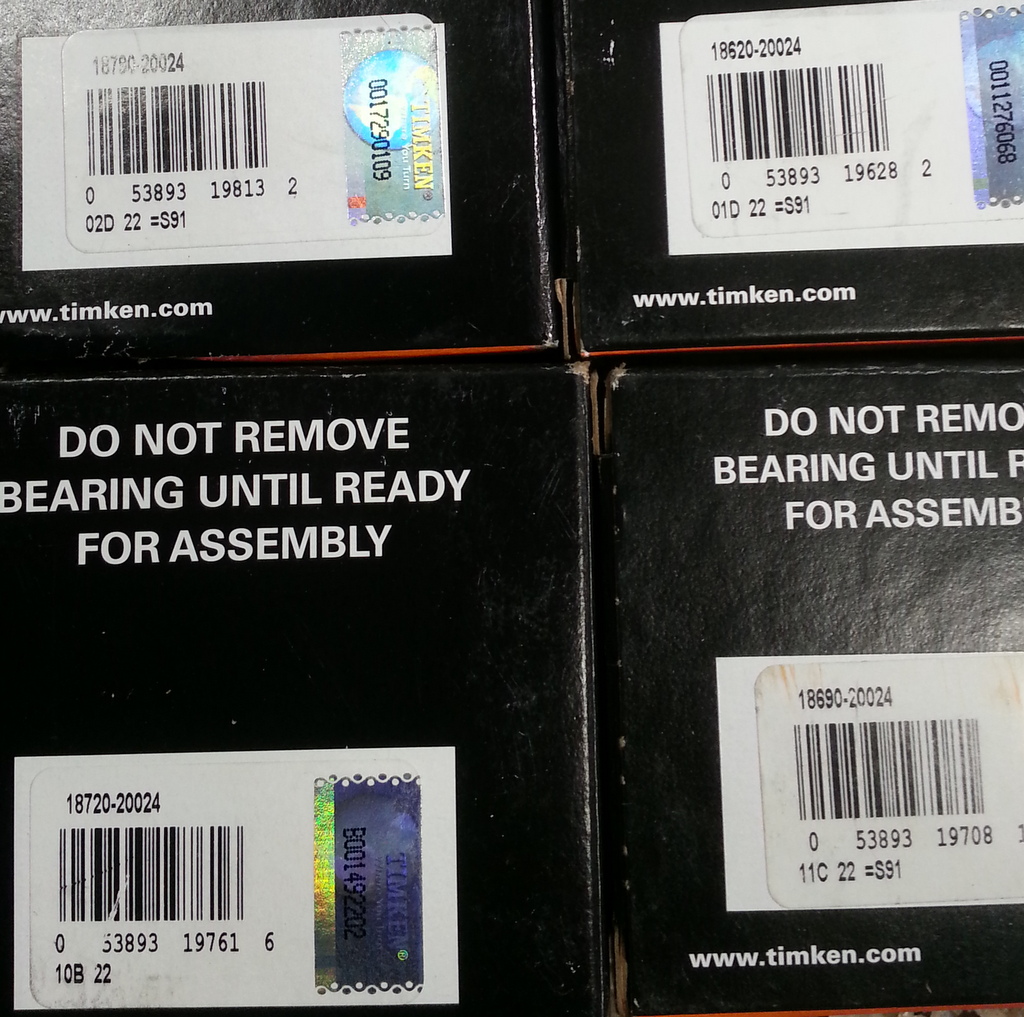 18790-20024
0 53893 19813 2
02D 22 =S91
0017290109
TIMKEN
Your Turn
www.timken.com
18620-20024
0 53893 19628 2
01D 22 =S91
0011276068
www.timken.com
DO NOT REMOVE
BEARING UNTIL READY
FOR ASSEMBLY
18720-20024
0 53893 19761 6
10B 22
B001492202
TIMKEN
DO NOT REMO
BEARING UNTIL R
FOR ASSEMB
18690-20024
0 53893 19708 1
11C 22 =S91
www.timken.com